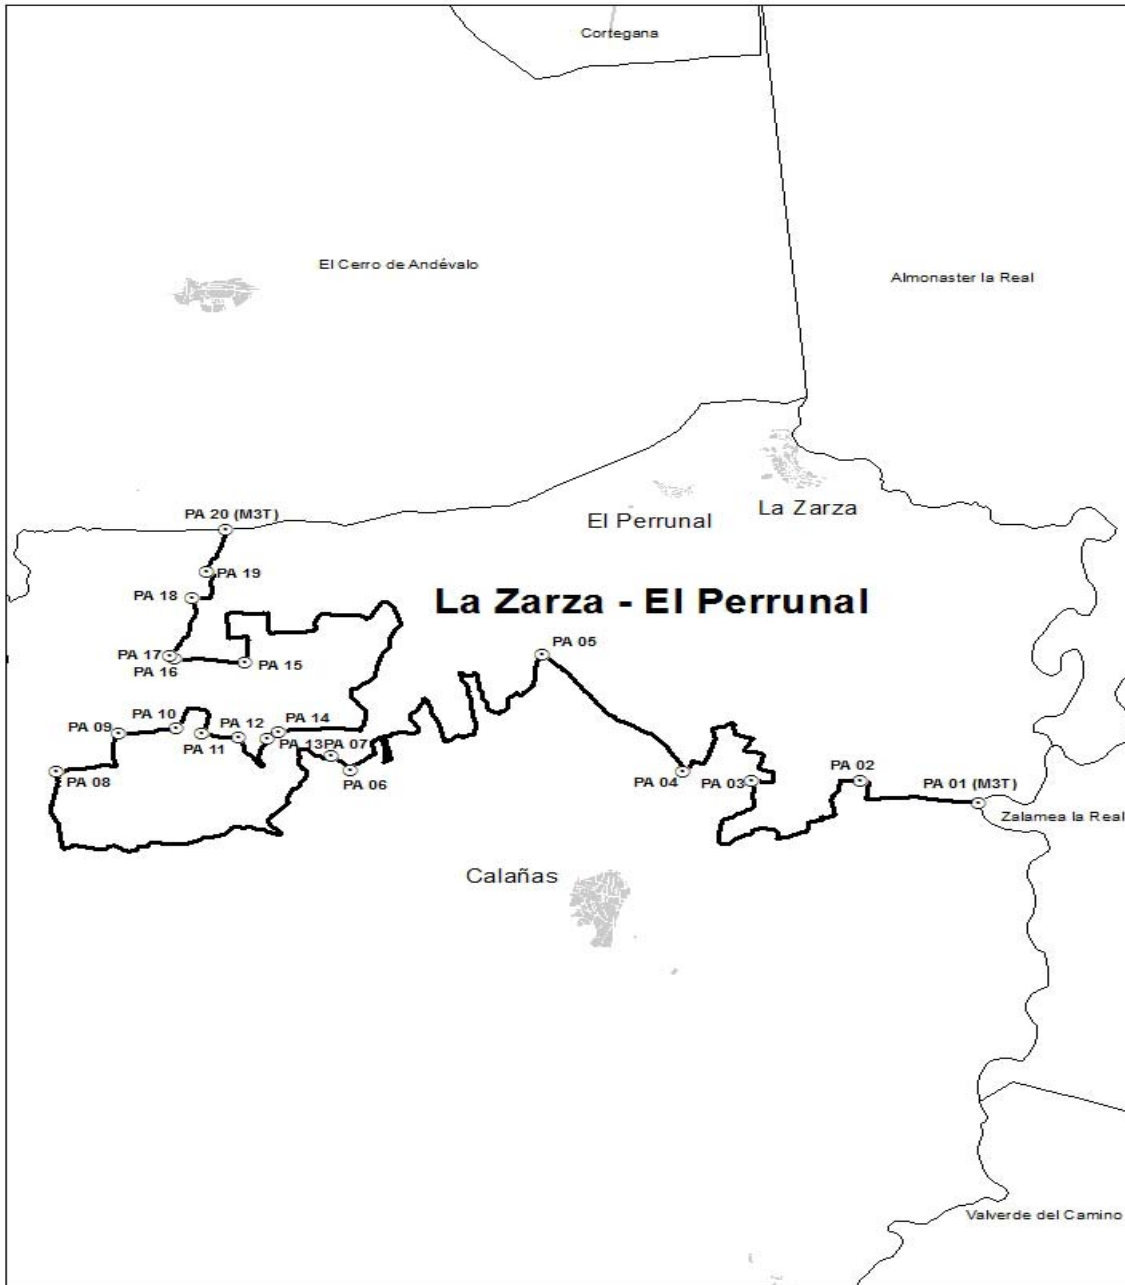 Cortegana
El Cerro de Andévalo
Almonaster la Real
La Zarza
El Perrunal
PA 20 (M3T)
PA 19
PA 18
La Zarza - El Perrunal
PA 17
PA 16
PA 15
PA 05
PA 10
PA 09
PA 12
PA 14
PA 11
PA 13
PA 07
PA 08
PA 06
PA 04
PA 03
PA 02
PA 01 (M3T)
Zalamea la Real
Calañas
Valverde del Camino